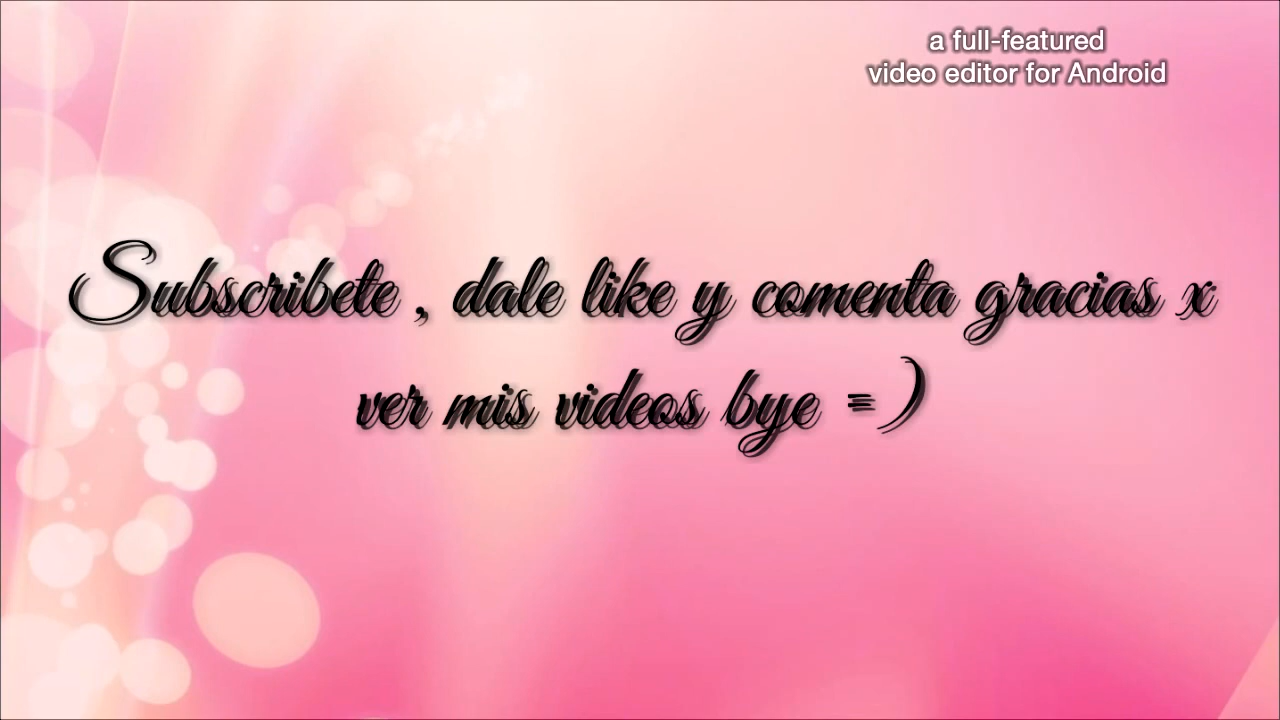 a full-featured
video editor for Android
Subscribete , dale like y comenta gracias x
ver mis videos bye =)